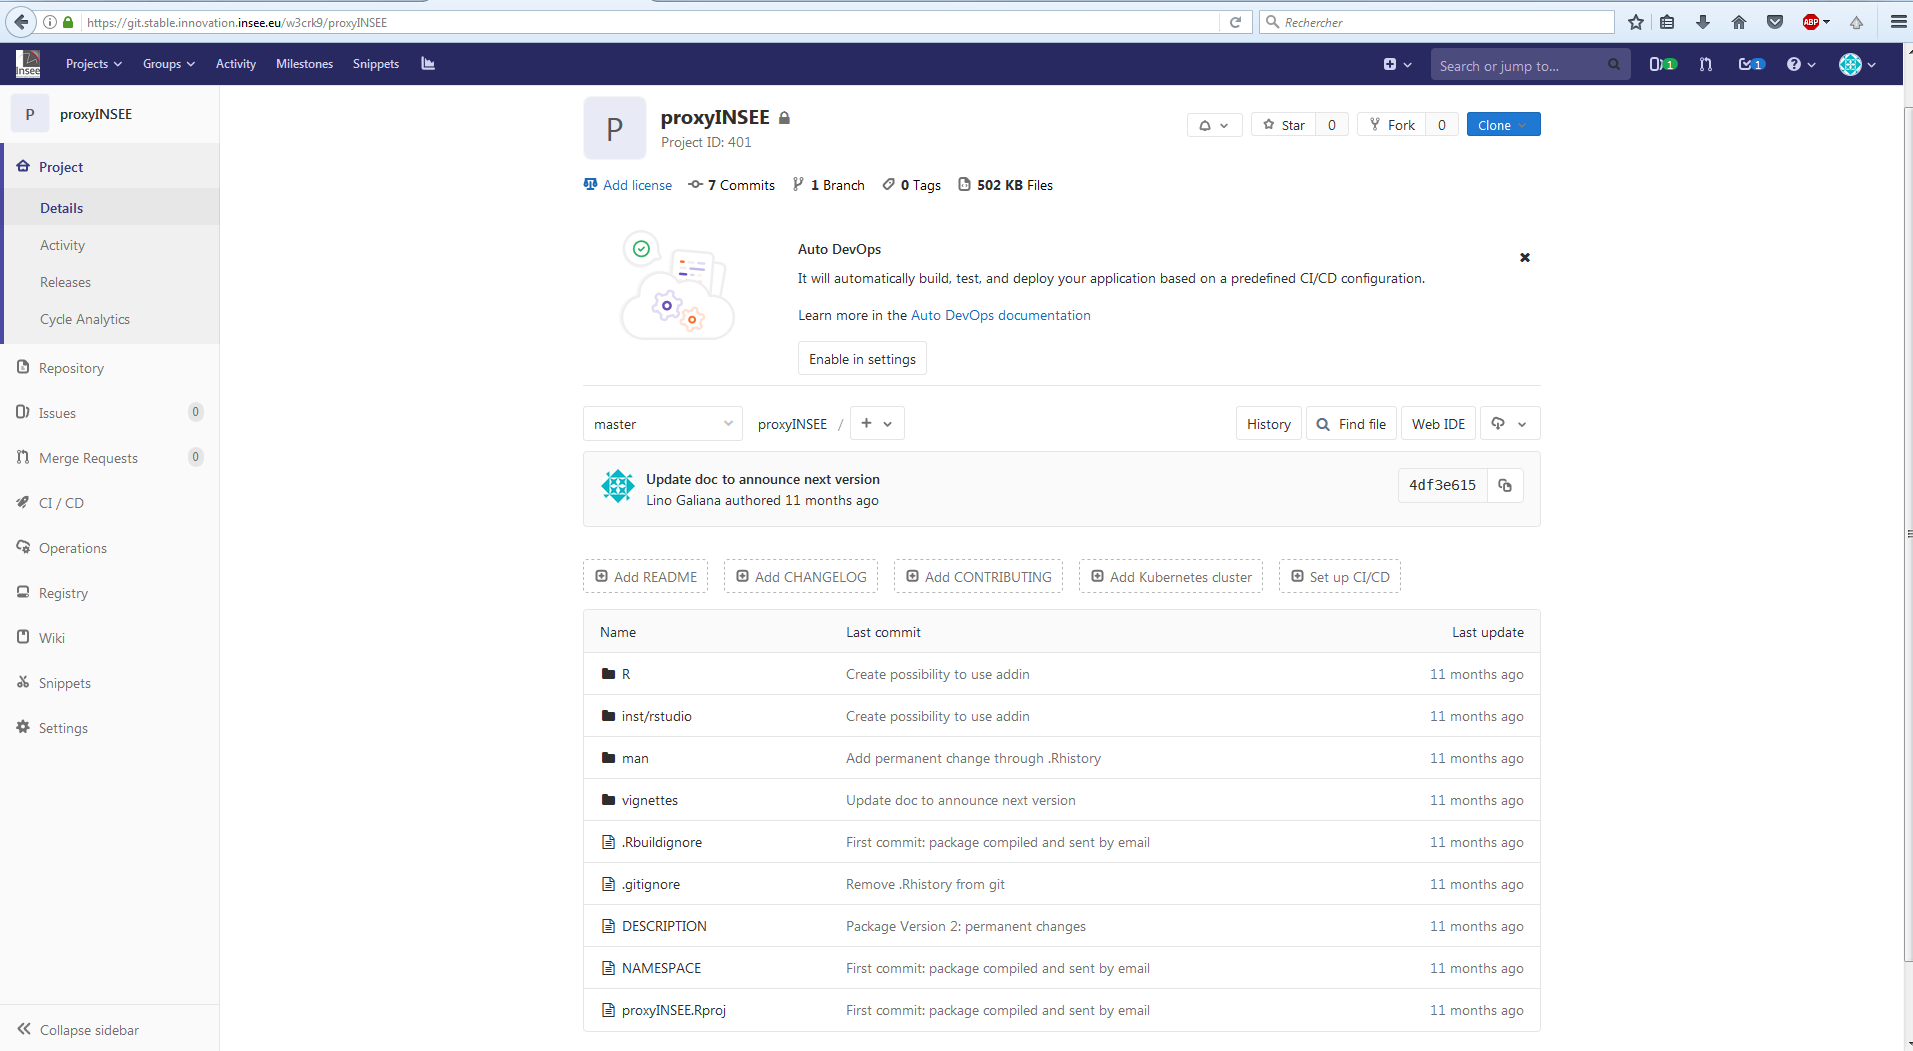 https://git.stable.innovation.insee.eu/w3crk9/proxyINSEE
Rechercher
ABP
Insee
Projects
Groups
Activity
Milestones
Snippets
Search or jump to...
1
1
P
proxyINSEE
Project
Details
Activity
Releases
Cycle Analytics
Repository
Issues 0
Merge Requests 0
CI / CD
Operations
Registry
Wiki
Snippets
Settings
Collapse sidebar
P
proxyINSEE
Project ID: 401
Star 0
Fork 0
Clone
Add license
7 Commits
1 Branch
0 Tags
502 KB Files
Auto DevOps
It will automatically build, test, and deploy your application based on a predefined CI/CD configuration.
Learn more in the Auto DevOps documentation
Enable in settings
master
proxyINSEE /
+
History
Find file
Web IDE
Update doc to announce next version
Lino Galiana authored 11 months ago
4df3e615
Add README
Add CHANGELOG
Add CONTRIBUTING
Add Kubernetes cluster
Set up CI/CD
Name Last commit Last update
R Create possibility to use addin 11 months ago
inst/rstudio Create possibility to use addin 11 months ago
man Add permanent change through .Rhistory 11 months ago
vignettes Update doc to announce next version 11 months ago
.Rbuildignore First commit: package compiled and sent by email 11 months ago
.gitignore Remove .Rhistory from git 11 months ago
DESCRIPTION Package Version 2: permanent changes 11 months ago
NAMESPACE First commit: package compiled and sent by email 11 months ago
proxyINSEE.Rproj First commit: package compiled and sent by email 11 months ago